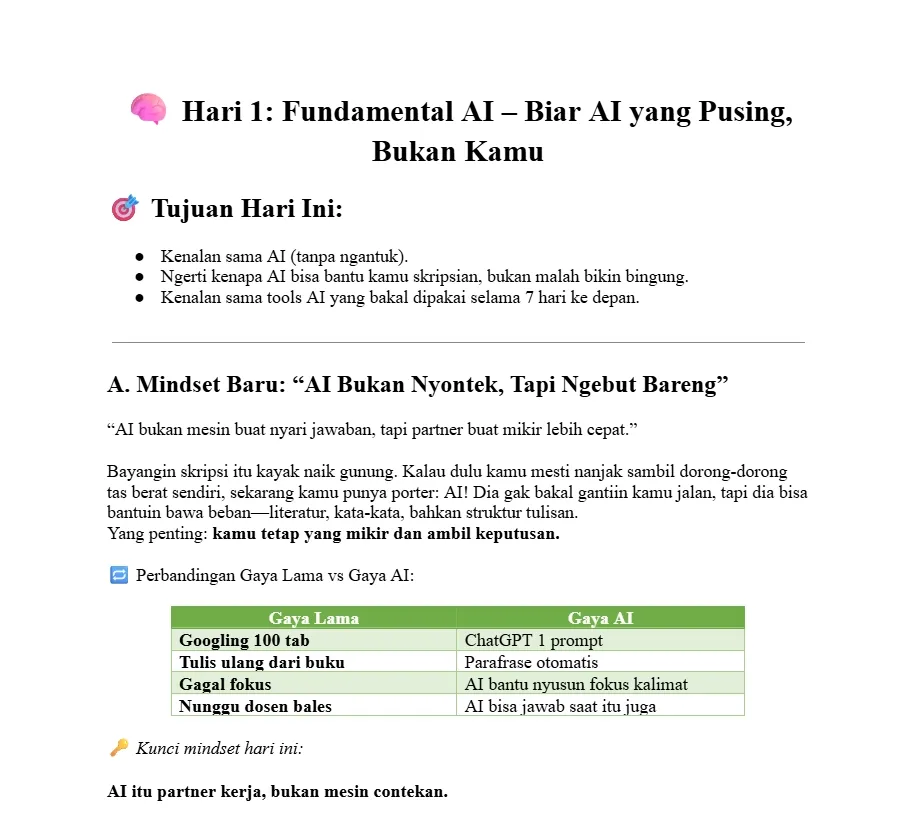 🧠 Hari 1: Fundamental AI – Biar AI yang Pusing,
Bukan Kamu
🎯 Tujuan Hari Ini:
● Kenalan sama AI (tanpa ngantuk).
● Ngerti kenapa AI bisa bantu kamu skripsian, bukan malah bikin bingung.
● Kenalan sama tools AI yang bakal dipakai selama 7 hari ke depan.
A. Mindset Baru: “AI Bukan Nyontek, Tapi Ngebut Bareng”
“AI bukan mesin buat nyari jawaban, tapi partner buat mikir lebih cepat.”
Bayangin skripsi itu kayak naik gunung. Kalau dulu kamu mesti nanjak sambil dorong-dorong
tas berat sendiri, sekarang kamu punya porter: AI! Dia gak bakal gantiin kamu jalan, tapi dia bisa
bantuin bawa beban—literatur, kata-kata, bahkan struktur tulisan.
Yang penting: kamu tetap yang mikir dan ambil keputusan.
🔁 Perbandingan Gaya Lama vs Gaya AI:
Gaya Lama Gaya AI
Googling 100 tab ChatGPT 1 prompt
Tulis ulang dari buku Parafrase otomatis
Gagal fokus AI bantu nyusun fokus kalimat
Nunggu dosen bales AI bisa jawab saat itu juga
🔑 Kunci mindset hari ini:
AI itu partner kerja, bukan mesin contekan.